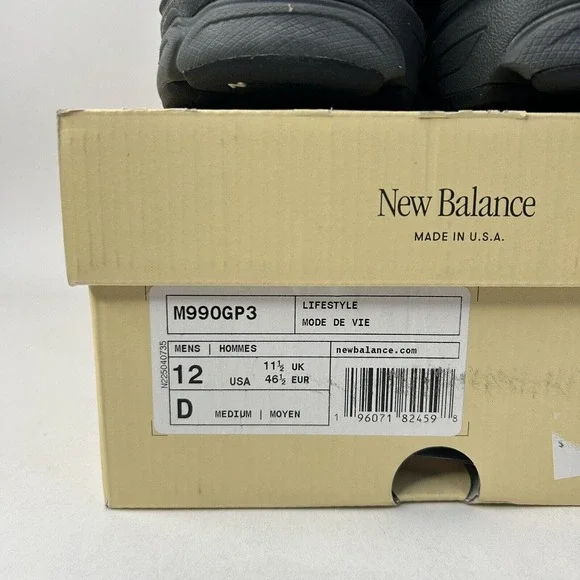 New Balance
MADE IN U.S.A.
M990GP3
LIFESTYLE
MODE DE VIE
N225040735
MENS | HOMMES
newbalance.com
12 USA 11½ UK
46½ EUR
D MEDIUM | MOYEN
1 96071 82459 8
$